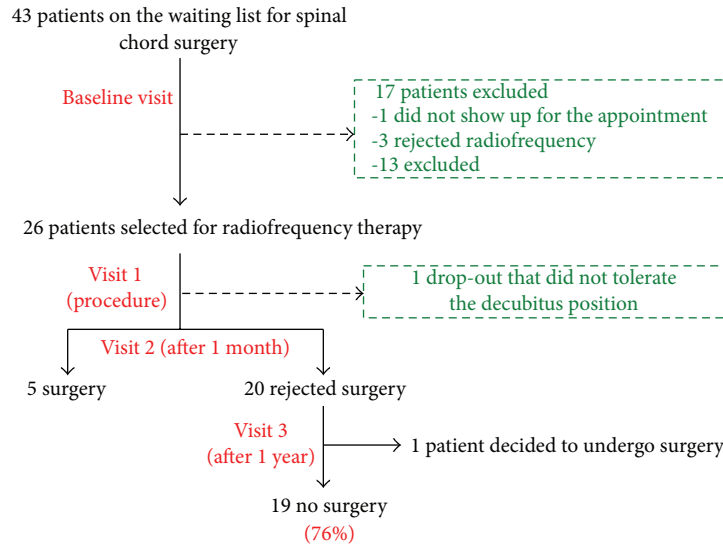 43 patients on the waiting list for spinal
chord surgery
Baseline visit
17 patients excluded
-1 did not show up for the appointment
-3 rejected radiofrequency
-13 excluded
26 patients selected for radiofrequency therapy
Visit 1
(procedure)
1 drop-out that did not tolerate
the decubitus position
Visit 2 (after 1 month)
5 surgery
20 rejected surgery
Visit 3
(after 1 year)
1 patient decided to undergo surgery
19 no surgery
(76%)